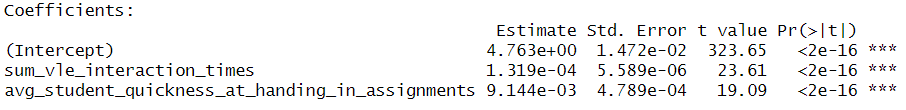 Coefficients:
Estimate Std. Error t value Pr(>|t|)
(Intercept) 4.763e+00 1.472e-02 323.65 <2e-16 ***
sum_vle_interaction_times 1.319e-04 5.589e-06 23.61 <2e-16 ***
avg_student_quickness_at_handing_in_assignments 9.144e-03 4.789e-04 19.09 <2e-16 ***